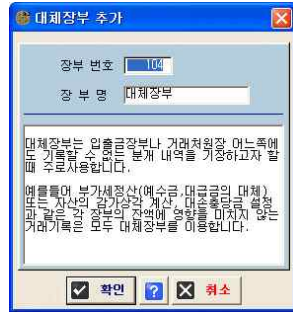 대체장부 추가
장부 번호 104
장 부 명 대체장부
대체장부는 입출금장부나 거래처원장 어느쪽에
도 기록할 수 없는 분개 내역을 기장하고자 할
때 주로사용합니다.
예를들어 부가세정산(예수금,대급금의 대체)
또는 자산의 감가상각 계산, 대손충당금 설정
과 같은 각 장부의 잔액에 영향을 미치지 않는
거래기록은 모두 대체장부를 이용합니다.
확인 ? 취소